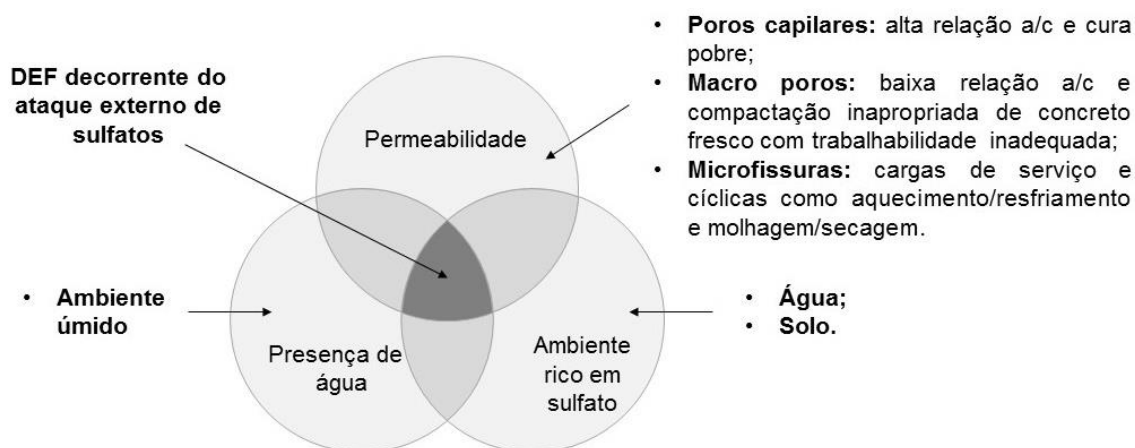 DEF decorrente do
ataque externo de
sulfatos
Permeabilidade
• Poros capilares: alta relação a/c e cura
pobre;
• Macro poros: baixa relação a/c e
compactação inapropriada de concreto
fresco com trabalhabilidade inadequada;
• Microfissuras: cargas de serviço e
cíclicas como aquecimento/resfriamento
e molhagem/secagem.
• Ambiente
úmido
Presença de
água
Ambiente
rico em
sulfato
• Água;
• Solo.